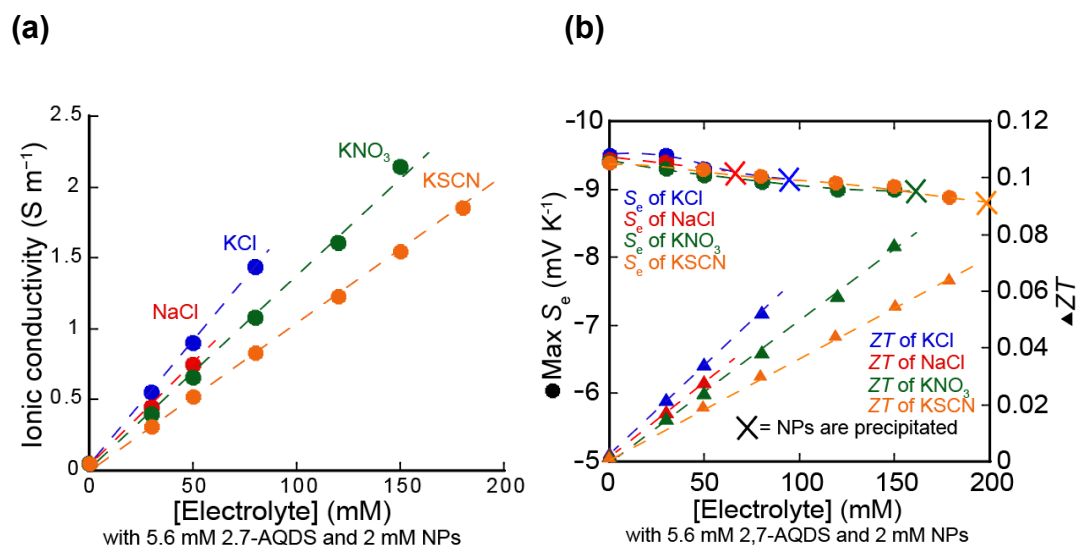 (a)
2.5
2
1.5
1
0.5
0
Ionic conductivity (S m⁻¹)
KNO₃
KSCN
KCl
NaCl
0 50 100 150 200
[Electrolyte] (mM)
with 5.6 mM 2,7-AQDS and 2 mM NPs
(b)
-10
-9
-8
-7
-6
-5
●Max Sₑ (mV K⁻¹)
Sₑ of KCl
Sₑ of NaCl
Sₑ of KNO₃
Sₑ of KSCN
ZT of KCl
ZT of NaCl
ZT of KNO₃
ZT of KSCN
X= NPs are precipitated
0.12
0.1
0.08
0.06
0.04
0.02
0
▲ZT
0 50 100 150 200
[Electrolyte] (mM)
with 5.6 mM 2,7-AQDS and 2 mM NPs